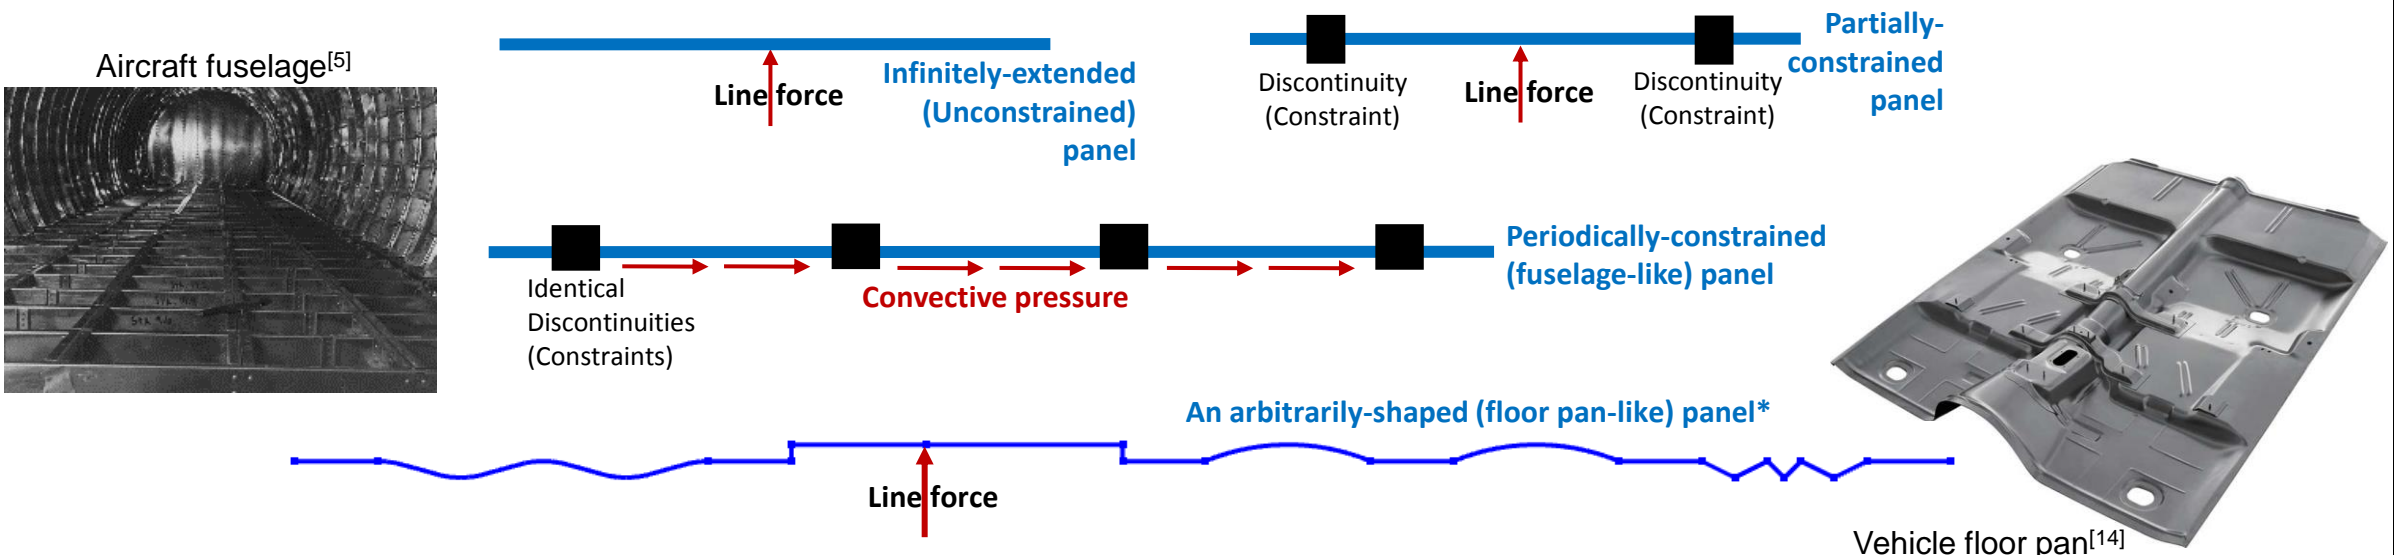 Aircraft fuselage[5]
Line force
Infinitely-extended
(Unconstrained)
panel
Discontinuity
(Constraint)
Line force
Discontinuity
(Constraint)
Partially-
constrained
panel
Identical
Discontinuities
(Constraints)
Convective pressure
Periodically-constrained
(fuselage-like) panel
An arbitrarily-shaped (floor pan-like) panel*
Line force
Vehicle floor pan[14]